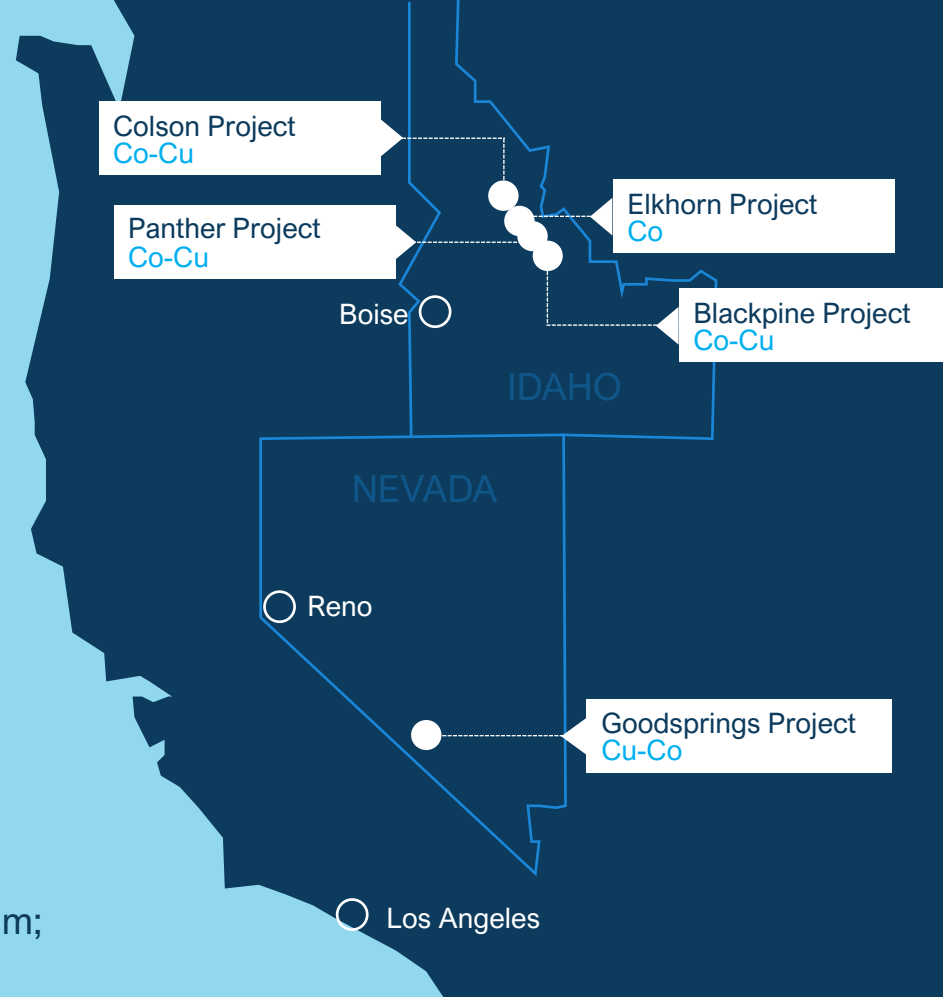 Colson Project
Co-Cu
Elkhorn Project
Co
Panther Project
Co-Cu
Blackpine Project
Co-Cu
Boise
IDAHO
NEVADA
Reno
Goodsprings Project
Cu-Co
m;
Los Angeles